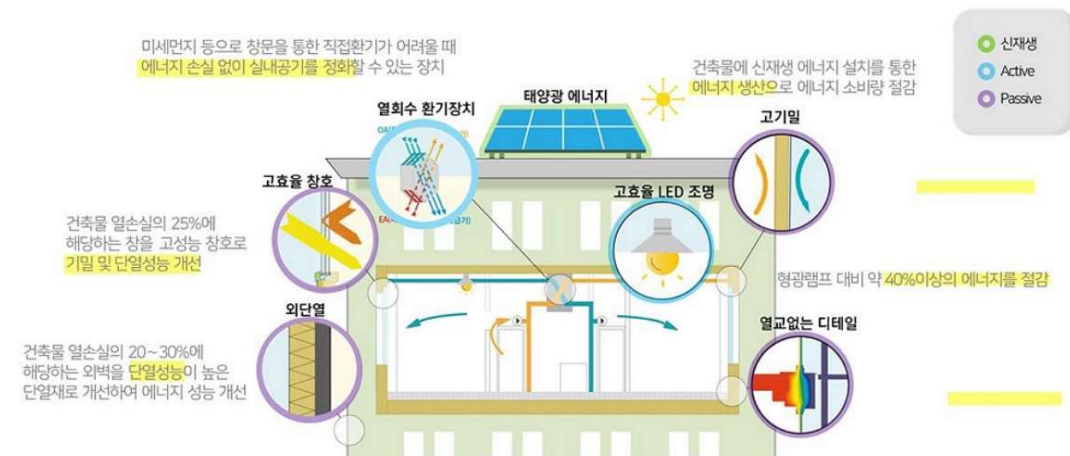 미세먼지 등으로 창문을 통한 직접환기가 어려울 때
에너지 손실 없이 실내공기를 정화할 수 있는 장치
신재생
Active
Passive
건축물에 신재생 에너지 설치를 통한
에너지 생산으로 에너지 소비량 절감
태양광 에너지
열회수 환기장치
고기밀
고효율 창호
고효율 LED 조명
건축물 열손실의 25%에
해당하는 창을 고성능 창호로
기밀 및 단열성능 개선
형광램프 대비 약 40%이상의 에너지를 절감
외단열
열교없는 디테일
건축물 열손실의 20~30%에
해당하는 외벽을 단열성능이 높은
단열재로 개선하여 에너지 성능 개선